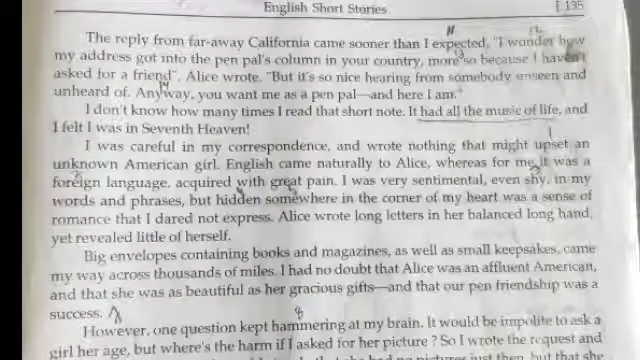 English Short Stories
[ 135
The reply from far-away California came sooner than I expected. "I wonder how
my address got into the pen pal's column in your country, more so because I haven't
asked for a friend", Alice wrote. "But it's so nice hearing from somebody unseen and
unheard of. Anyway, you want me as a pen pal—and here I am."
I don't know how many times I read that short note. It had all the music of life, and
I felt I was in Seventh Heaven!
I was careful in my correspondence, and wrote nothing that might upset an
unknown American girl. English came naturally to Alice, whereas for me it was a
foreign language, acquired with great pain. I was very sentimental, even shy, in my
words and phrases, but hidden somewhere in the corner of my heart was a sense of
romance that I dared not express. Alice wrote long letters in her balanced long hand,
yet revealed little of herself.
Big envelopes containing books and magazines, as well as small keepsakes, came
my way across thousands of miles. I had no doubt that Alice was an affluent American,
and that she was as beautiful as her gracious gifts—and that our pen friendship was a
success.
However, one question kept hammering at my brain. It would be impolite to ask a
girl her age, but where's the harm if I asked for her picture ? So I wrote the request and
had no pictures just then, but that she